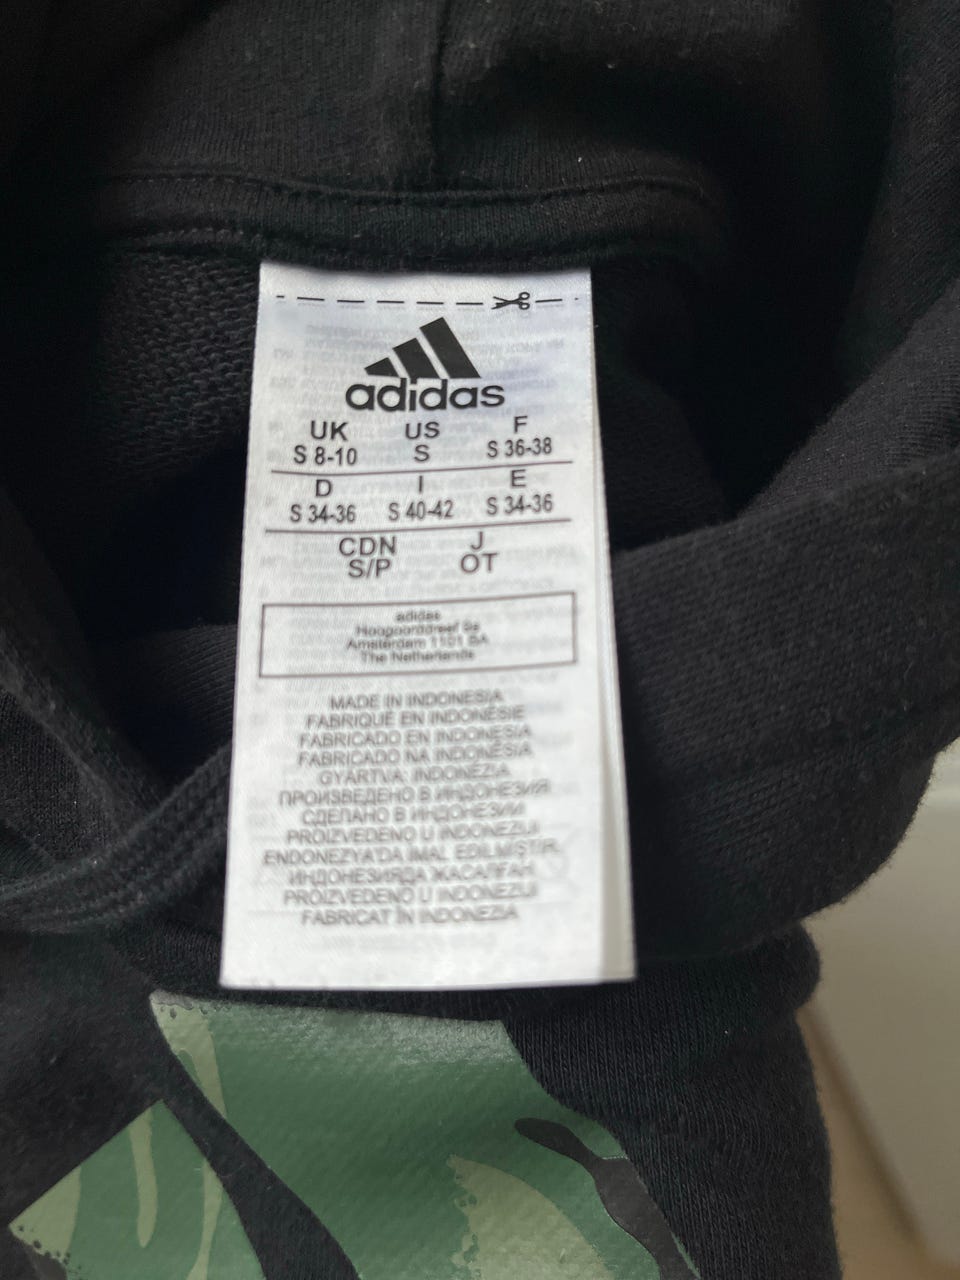 adidas
UK US F
S 8-10 S S 36-38
D I E
S 34-36 S 40-42 S 34-36
CDN J
S/P OT
adidas
Hoogoorddreef 9a
Amsterdam 1101 BA
The Netherlands
MADE IN INDONESIA
FABRIQUÉ EN INDONÉSIE
FABRICADO EN INDONESIA
FABRICADO NA INDONÉSIA
GYÁRTVA: INDONÉZIA
ПРОИЗВЕДЕНО В ИНДОНЕЗИЯ
СДЕЛАНО В ИНДОНЕЗИИ
PROIZVEDENO U INDONEZIJI
ENDONEZYA'DA İMAL EDİLMİŞTİR.
ИНДОНЕЗИЯДА ЖАСАЛҒАН
PROIZVEDENO U INDONEZIJI
FABRICAT ÎN INDONEZIA